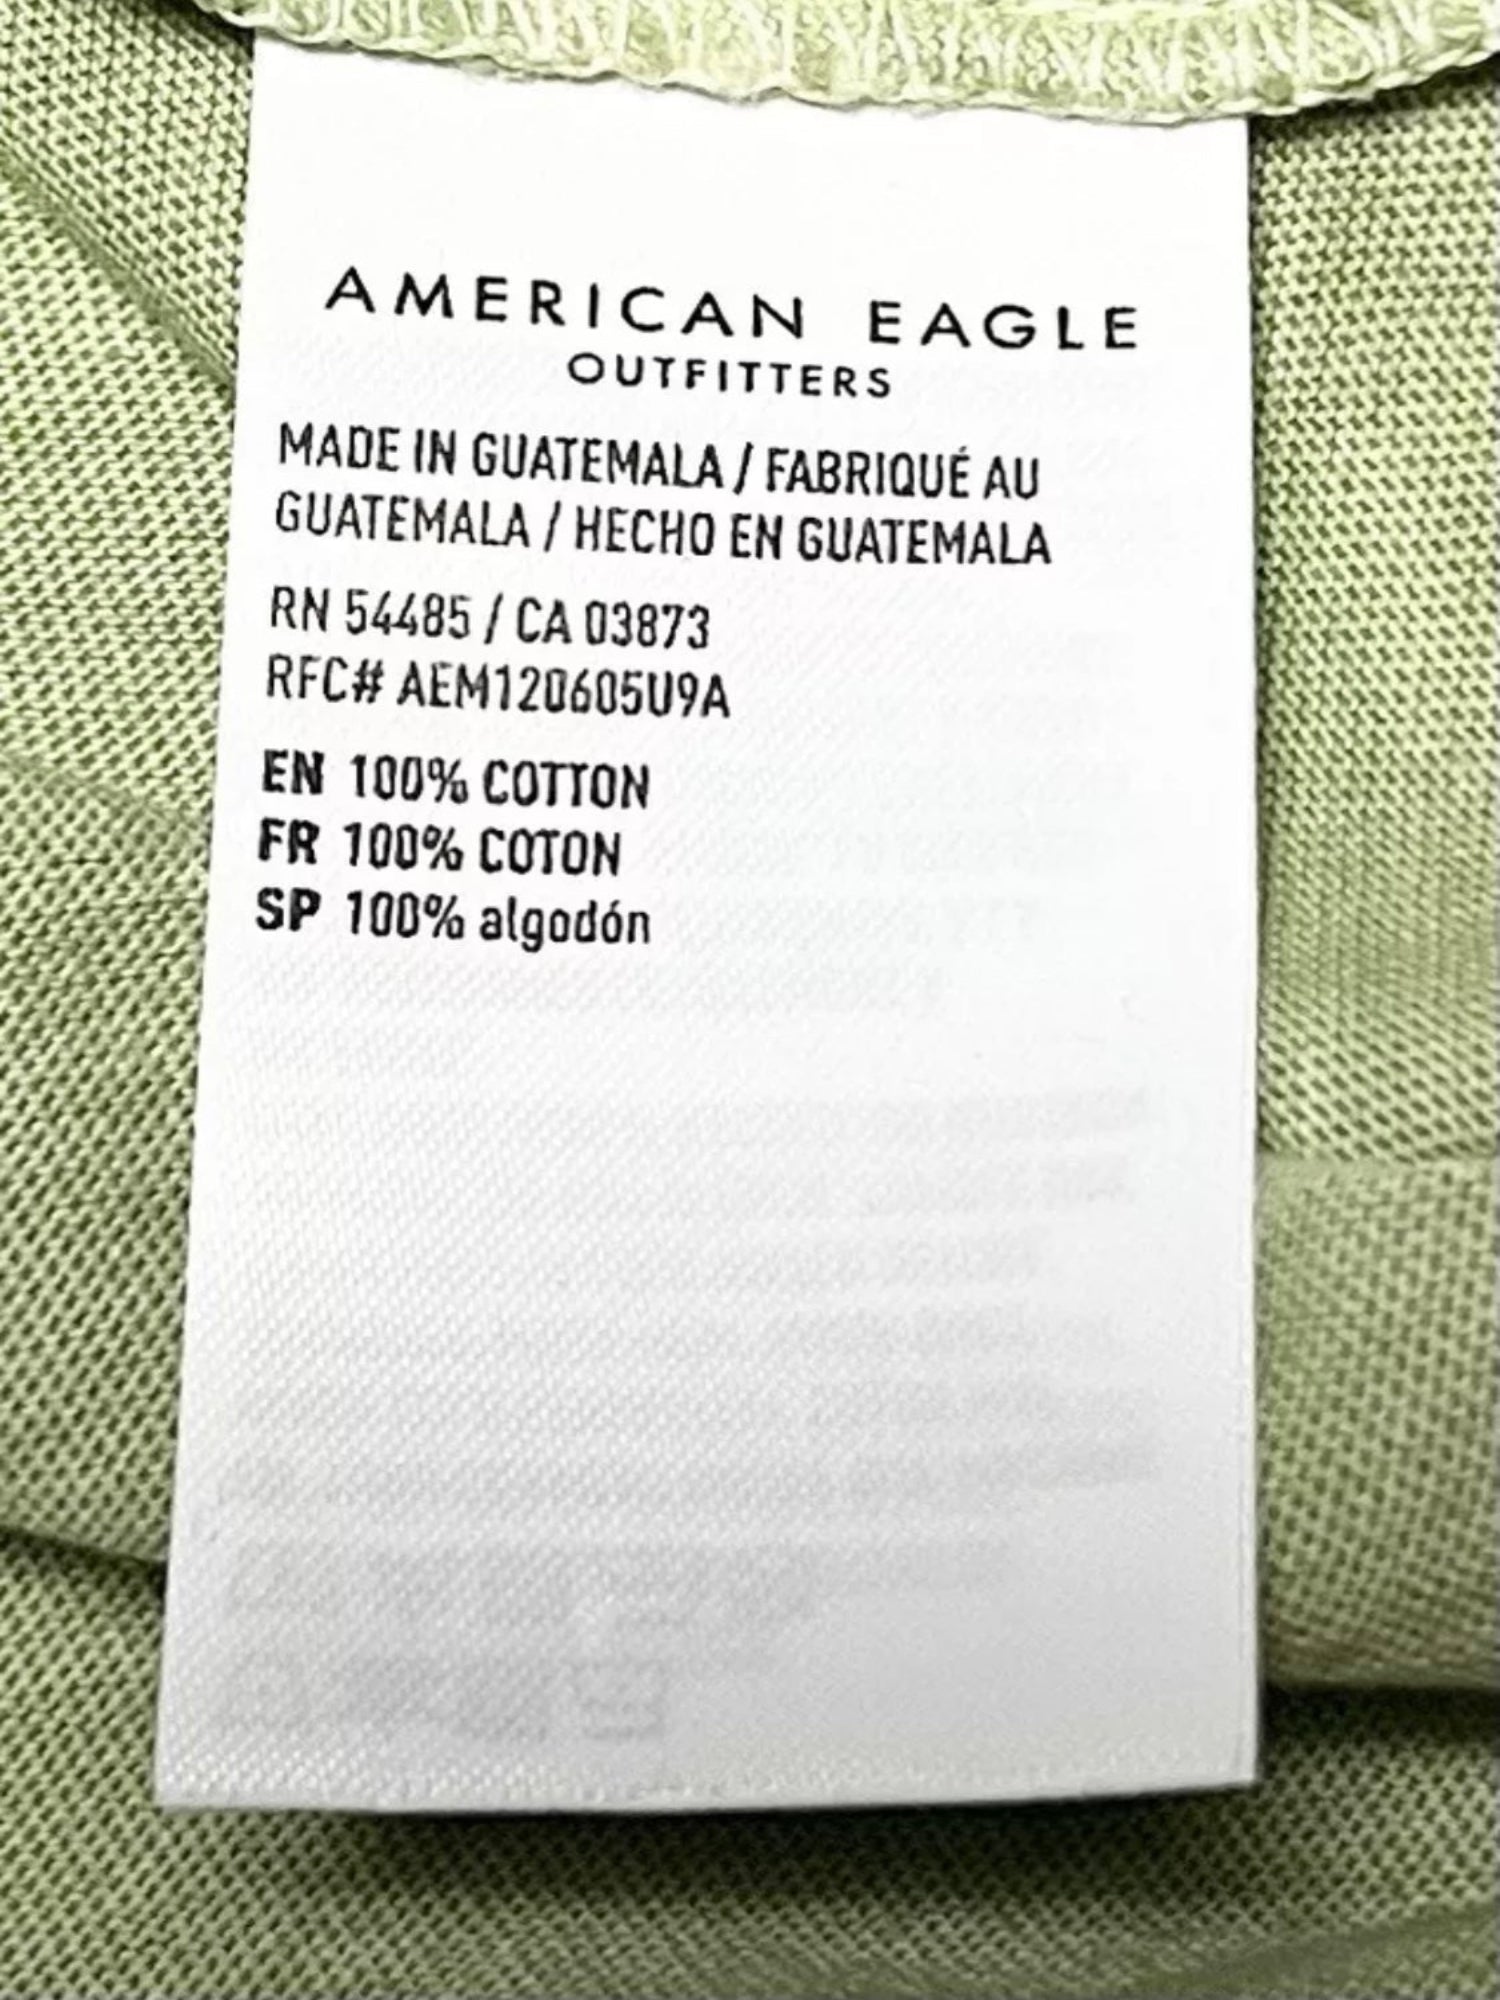 AMERICAN EAGLE
OUTFITTERS
MADE IN GUATEMALA / FABRIQUÉ AU
GUATEMALA / HECHO EN GUATEMALA
RN 54485 / CA 03873
RFC# AEM120605U9A
EN 100% COTTON
FR 100% COTON
SP 100% algodón